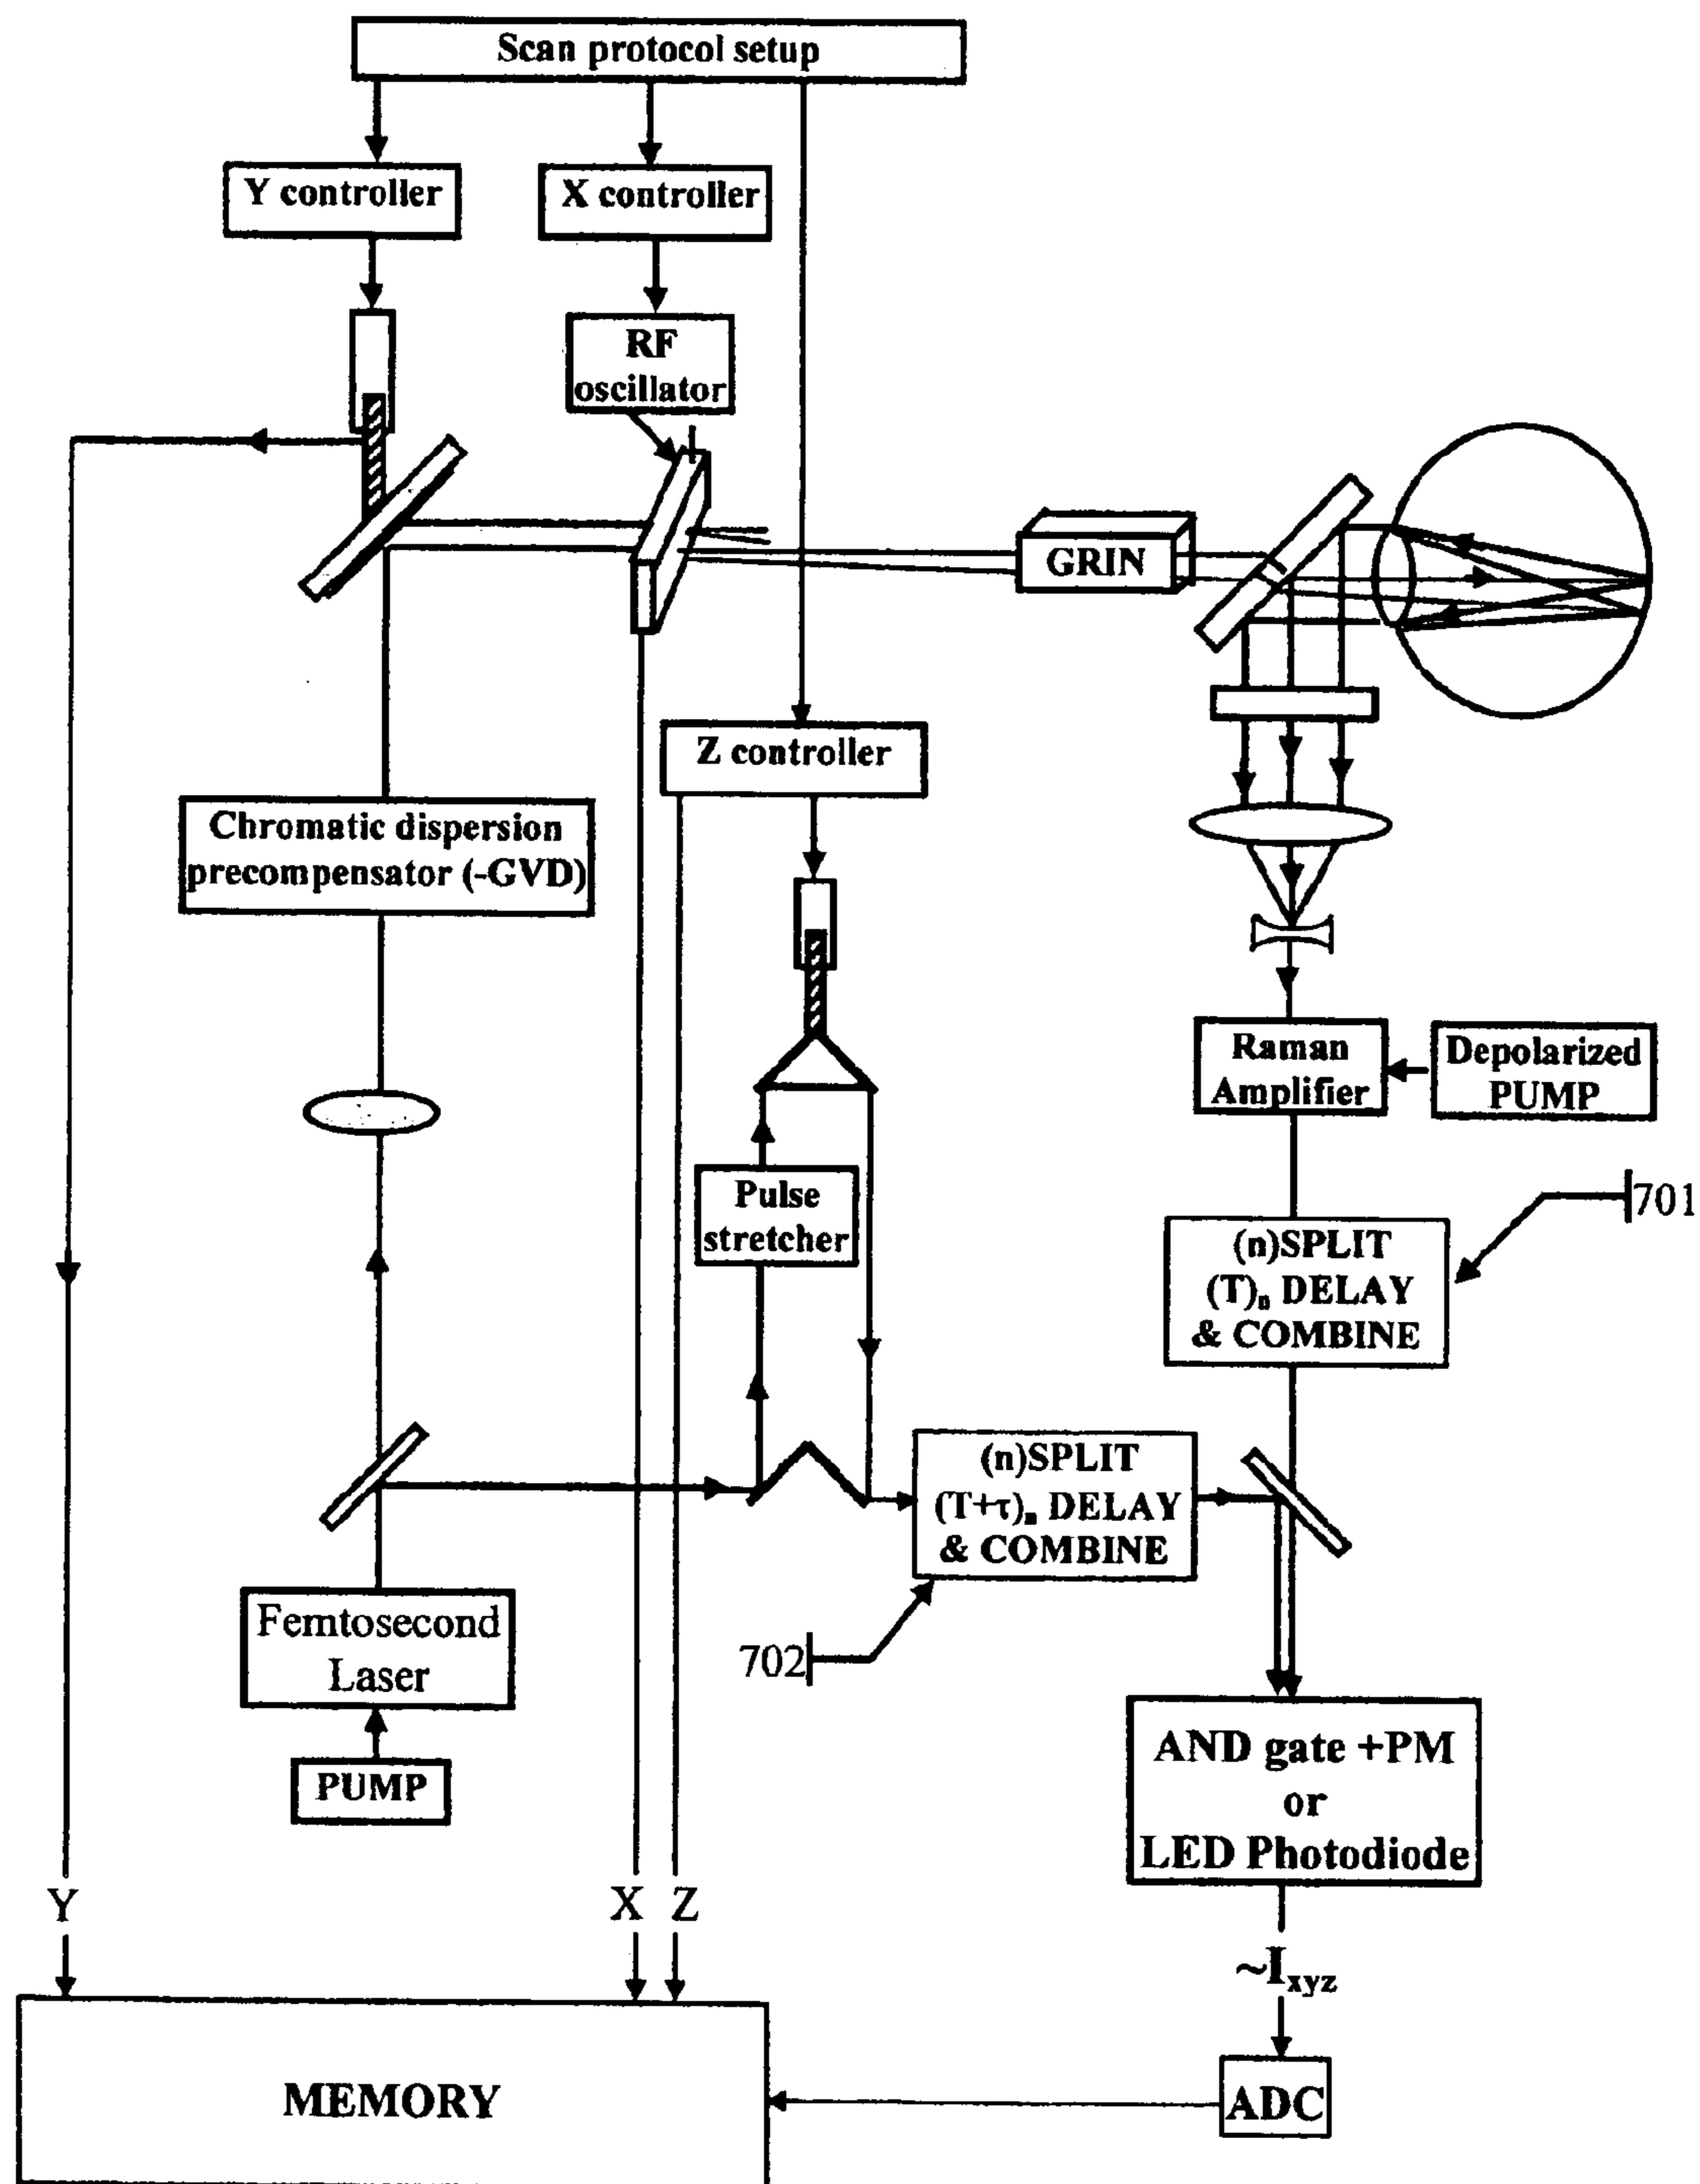 Scan protocol setup
Y controller
X controller
RF
oscillator
GRIN
Z controller
Chromatic dispersion
precompensator (-GVD)
Raman
Amplifier
Depolarized
PUMP
Pulse
stretcher
701
(n)SPLIT
(T)n DELAY
& COMBINE
(n)SPLIT
(T+τ)n DELAY
& COMBINE
702
Femtosecond
Laser
PUMP
AND gate +PM
or
LED Photodiode
Y
X
Z
~Ixyz
MEMORY
ADC